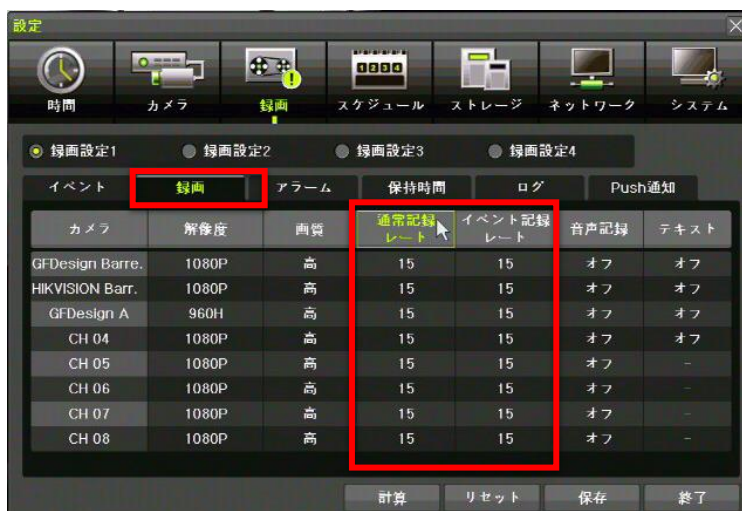 設定
時間 カメラ 録画 スケジュール ストレージ ネットワーク システム
録画設定1 録画設定2 録画設定3 録画設定4
イベント 録画 アラーム 保持時間 ログ Push通知
カメラ 解像度 画質 通常記録レート イベント記録レート 音声記録 テキスト
GFDesign Barre. 1080P 高 15 15 オフ オフ
HIKVISION Barr. 1080P 高 15 15 オフ オフ
GFDesign A 960H 高 15 15 オフ オフ
CH 04 1080P 高 15 15 オフ オフ
CH 05 1080P 高 15 15 オフ -
CH 06 1080P 高 15 15 オフ -
CH 07 1080P 高 15 15 オフ -
CH 08 1080P 高 15 15 オフ -
計算 リセット 保存 終了